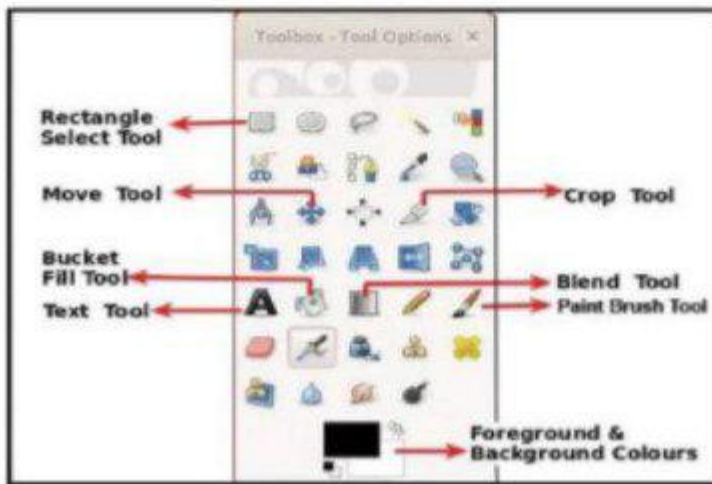 Toolbox - Tool Options
Rectangle
Select Tool
Move Tool
Crop Tool
Bucket
Fill Tool
Blend Tool
Text Tool
Paint Brush Tool
Foreground &
Background Colours